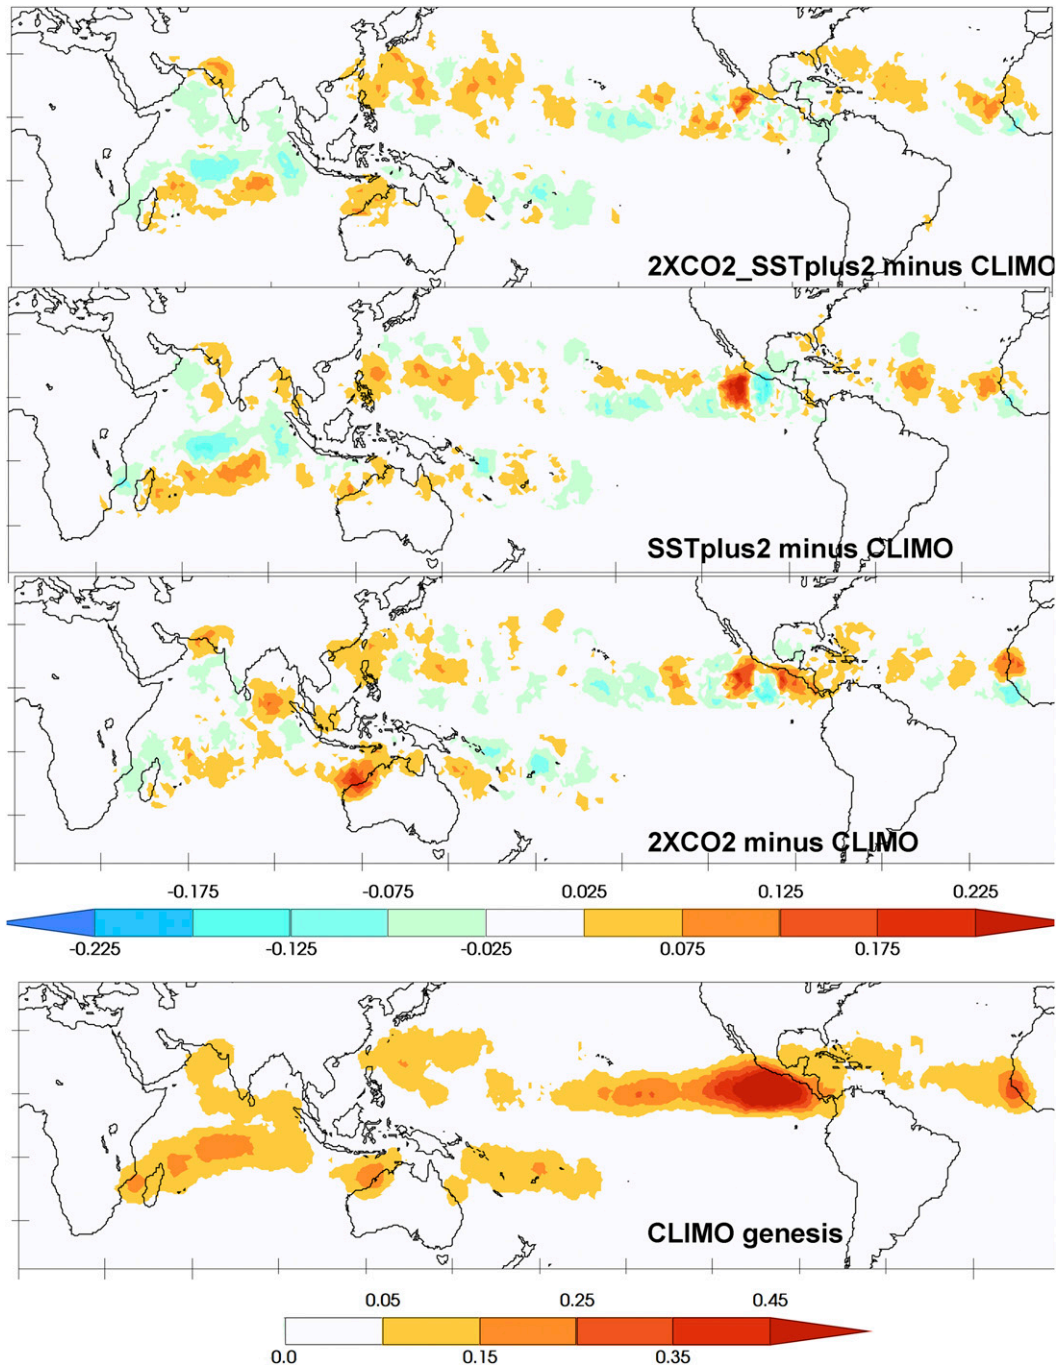 2XCO2_SSTplus2 minus CLIMO
SSTplus2 minus CLIMO
2XCO2 minus CLIMO
-0.175 -0.075 0.025 0.125 0.225
-0.225 -0.125 -0.025 0.075 0.175
CLIMO genesis
0.05 0.25 0.45
0.0 0.15 0.35